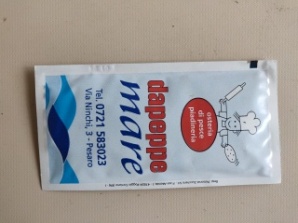 osteria
di pesce
piadineria
dapeppe
mare
Tel. 0721 583023
Via Ninchi, 3 - Pesaro